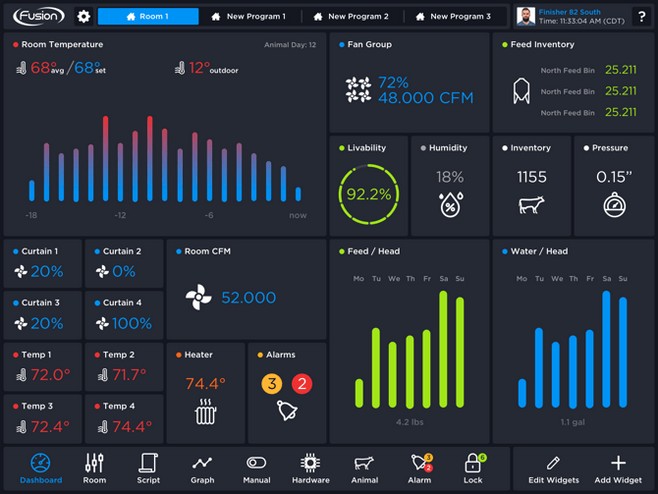 Fusion
Room 1
New Program 1
New Program 2
New Program 3
Finisher 82 South
Time: 11:33:04 AM (CDT)
?
Room Temperature
Animal Day: 12
68° avg /68° set
12° outdoor
-18
-12
-6
now
Fan Group
72%
48.000 CFM
Feed Inventory
North Feed Bin 25.211
North Feed Bin 25.211
North Feed Bin 25.211
Livability
92.2%
Humidity
18%
%
Inventory
1155
Pressure
0.15”
Curtain 1
20%
Curtain 2
0%
Curtain 3
20%
Curtain 4
100%
Room CFM
52.000
Temp 1
72.0°
Temp 2
71.7°
Temp 3
72.4°
Temp 4
74.4°
Heater
74.4°
Alarms
3 2
Feed / Head
Mo Tu We Th Fr Sa Su
4.2 lbs
Water / Head
Mo Tu We Th Fr Sa Su
1.1 gal
Dashboard
Room
Script
Graph
Manual
Hardware
Animal
3
2
Alarm
6
Lock
Edit Widgets
Add Widget